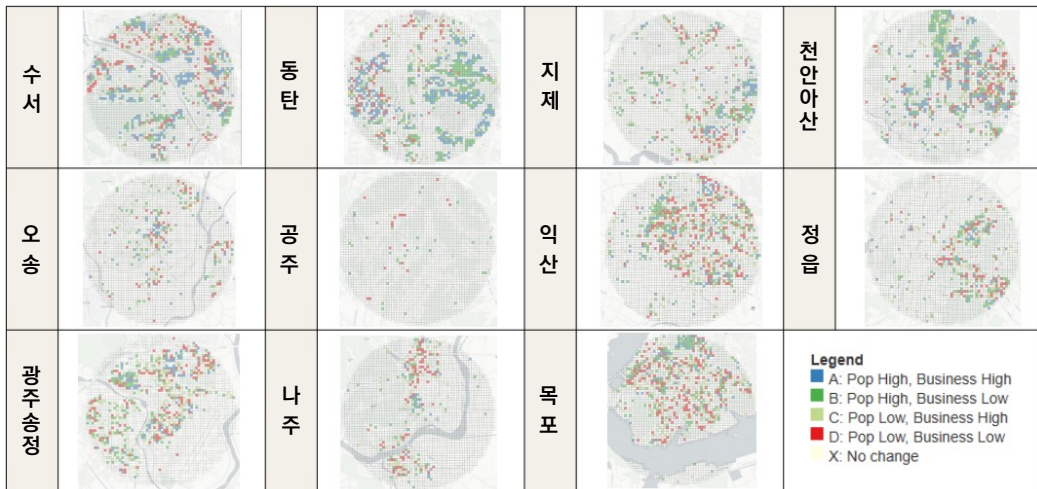 수서
동탄
지제
천안아산
오송
공주
익산
정읍
광주송정
나주
목포
Legend
A: Pop High, Business High
B: Pop High, Business Low
C: Pop Low, Business High
D: Pop Low, Business Low
X: No change